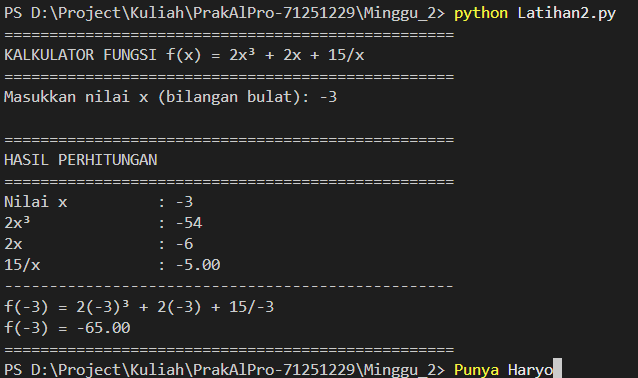 PS D:\Project\Kuliah\PrakAlPro-71251229\Minggu_2> python Latihan2.py
==================================================
KALKULATOR FUNGSI f(x) = 2x³ + 2x + 15/x
==================================================
Masukkan nilai x (bilangan bulat): -3
==================================================
HASIL PERHITUNGAN
==================================================
Nilai x : -3
2x³ : -54
2x : -6
15/x : -5.00
--------------------------------------------------
f(-3) = 2(-3)³ + 2(-3) + 15/-3
f(-3) = -65.00
==================================================
PS D:\Project\Kuliah\PrakAlPro-71251229\Minggu_2> Punya Haryo